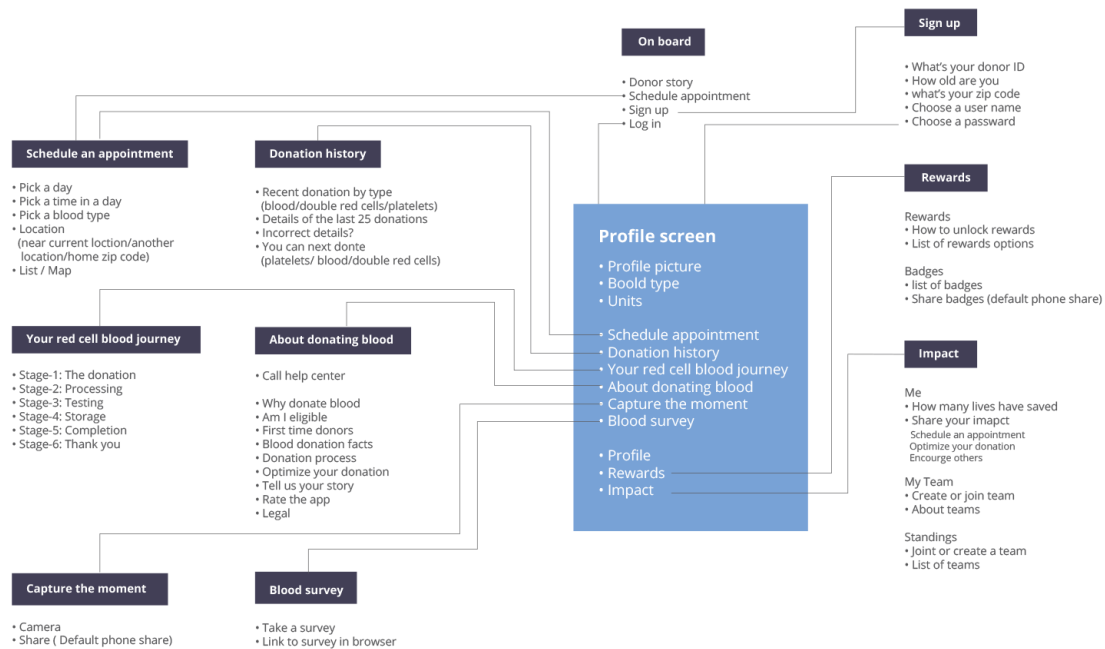 On board
• Donor story
• Schedule appointment
• Sign up
• Log in
Sign up
• What's your donor ID
• How old are you
• what's your zip code
• Choose a user name
• Choose a passward
Schedule an appointment
• Pick a day
• Pick a time in a day
• Pick a blood type
• Location
(near current loction/another
location/home zip code)
• List / Map
Donation history
• Recent donation by type
(blood/double red cells/platelets)
• Details of the last 25 donations
• Incorrect details?
• You can next donte
(platelets/ blood/double red cells)
Profile screen
• Profile picture
• Boold type
• Units
• Schedule appointment
• Donation history
• Your red cell blood journey
• About donating blood
• Capture the moment
• Blood survey
• Profile
• Rewards
• Impact
Rewards
Rewards
• How to unlock rewards
• List of rewards options
Badges
• list of badges
• Share badges (default phone share)
Your red cell blood journey
• Stage-1: The donation
• Stage-2: Processing
• Stage-3: Testing
• Stage-4: Storage
• Stage-5: Completion
• Stage-6: Thank you
About donating blood
• Call help center
• Why donate blood
• Am I eligible
• First time donors
• Blood donation facts
• Donation process
• Optimize your donation
• Tell us your story
• Rate the app
• Legal
Impact
Me
• How many lives have saved
• Share your imapct
Schedule an appointment
Optimize your donation
Encourge others
My Team
• Create or join team
• About teams
Standings
• Joint or create a team
• List of teams
Capture the moment
• Camera
• Share ( Default phone share)
Blood survey
• Take a survey
• Link to survey in browser